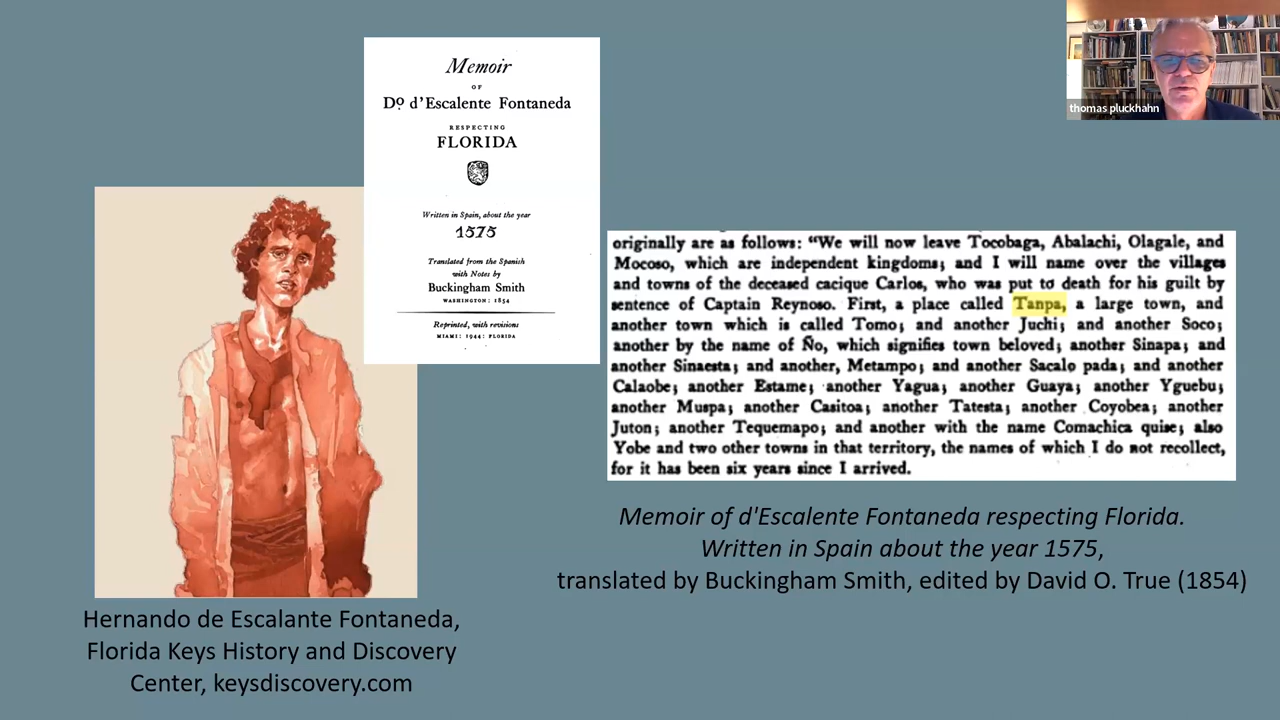 thomas pluckhahn
Memoir
OF
Dº d'Escalente Fontaneda
RESPECTING
FLORIDA
Written in Spain, about the year
1575
Translated from the Spanish
with Notes by
Buckingham Smith
WASHINGTON : 1854
Reprinted, with revisions
MIAMI : 1944 : FLORIDA
originally are as follows: “We will now leave Tocobaga, Abalachi, Olagale, and
Mocoso, which are independent kingdoms; and I will name over the villages
and towns of the deceased cacique Carlos, who was put to death for his guilt by
sentence of Captain Reynoso. First, a place called Tanpa, a large town, and
another town which is called Tomo; and another Juchi; and another Soco;
another by the name of Ño, which signifies town beloved; another Sinapa; and
another Sinaesta; and another, Metampo; and another Sacalo pada; and another
Calaobe; another Estame; another Yagua; another Guaya; another Yguebu;
another Muspa; another Casitoa; another Tatesta; another Coyobea; another
Juton; another Tequemapo; and another with the name Comachica quise; also
Yobe and two other towns in that territory, the names of which I do not recollect,
for it has been six years since I arrived.
Memoir of d'Escalente Fontaneda respecting Florida.
Written in Spain about the year 1575,
translated by Buckingham Smith, edited by David O. True (1854)
Hernando de Escalante Fontaneda,
Florida Keys History and Discovery
Center, keysdiscovery.com